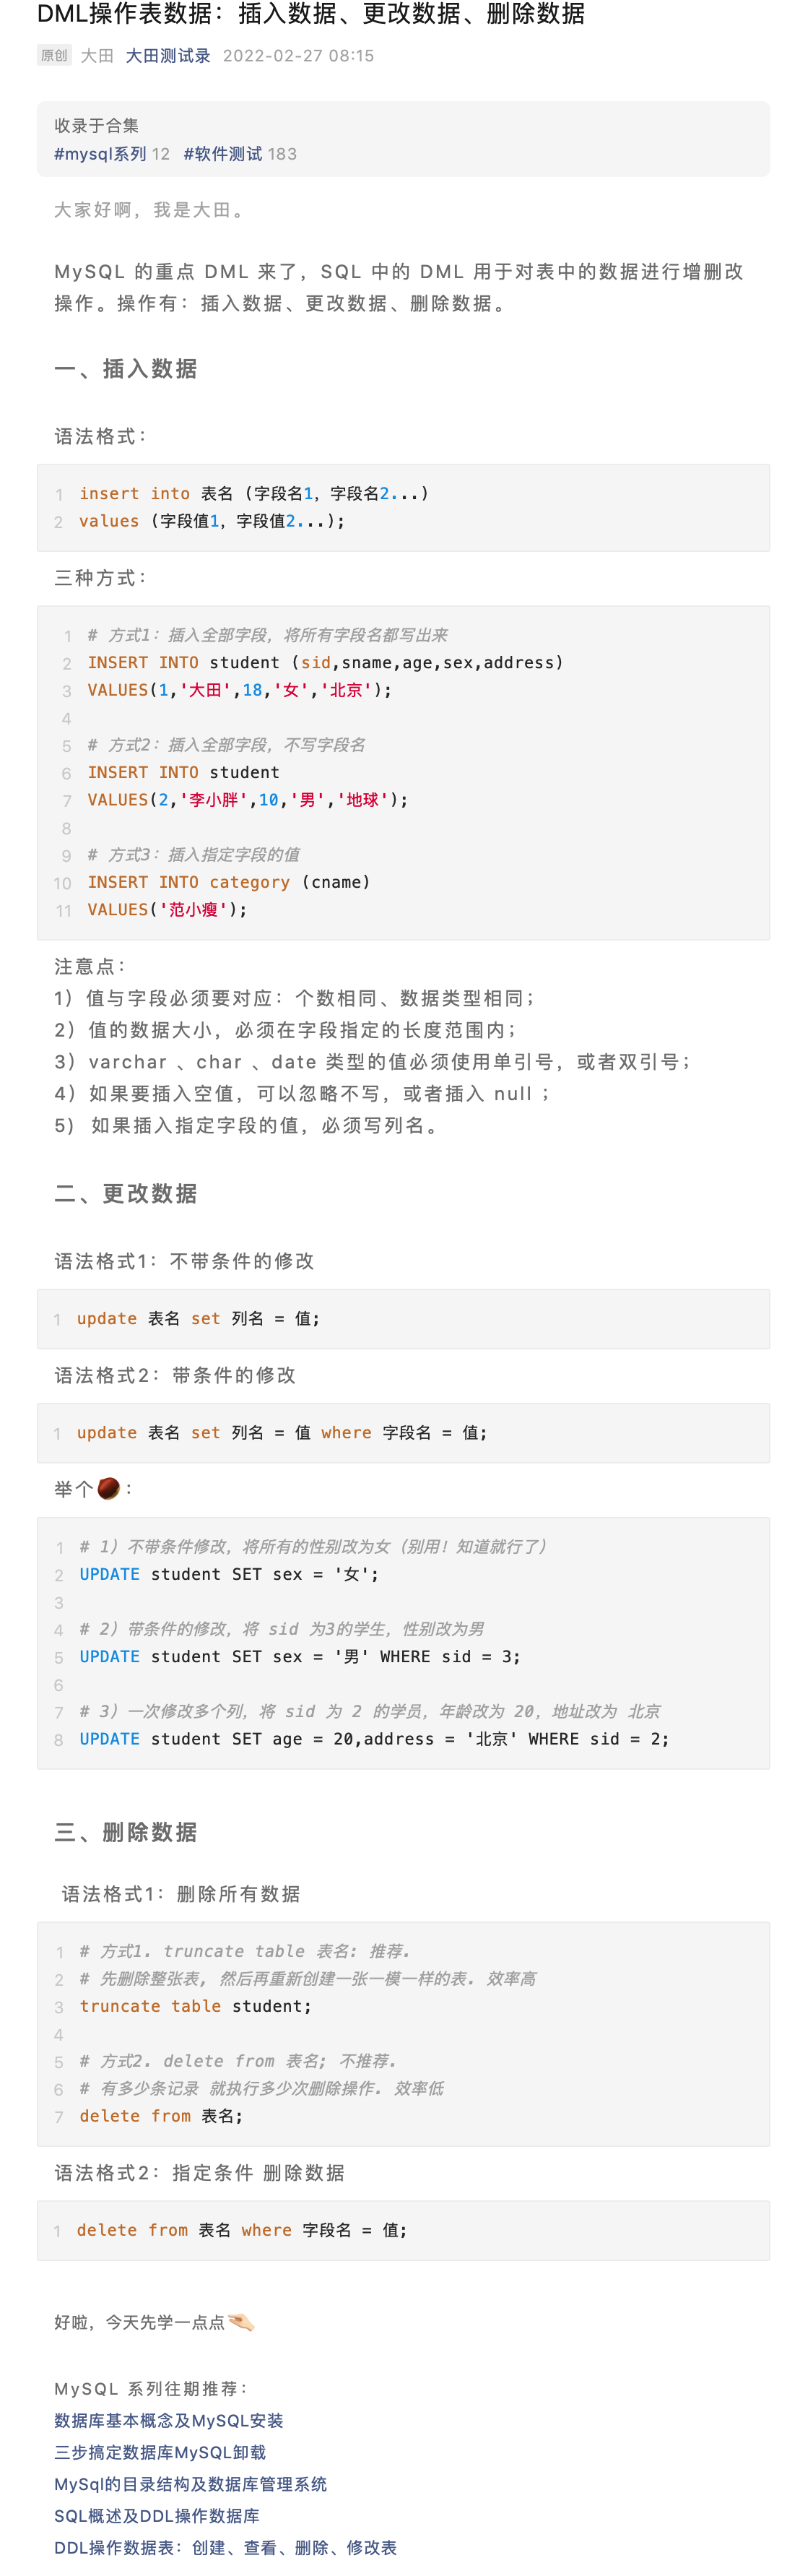 DML操作表数据：插入数据、更改数据、删除数据
原创 大田 大田测试录 2022-02-27 08:15
收录于合集
#mysql系列 12 #软件测试 183
大家好啊，我是大田。
MySQL 的重点 DML 来了，SQL 中的 DML 用于对表中的数据进行增删改
操作。操作有：插入数据、更改数据、删除数据。
一、插入数据
语法格式：
1 insert into 表名 (字段名1，字段名2...)
2 values (字段值1，字段值2...);
三种方式：
1 # 方式1：插入全部字段，将所有字段名都写出来
2 INSERT INTO student (sid,sname,age,sex,address)
3 VALUES(1,'大田',18,'女','北京');
4
5 # 方式2：插入全部字段，不写字段名
6 INSERT INTO student
7 VALUES(2,'李小胖',10,'男','地球');
8
9 # 方式3：插入指定字段的值
10 INSERT INTO category (cname)
11 VALUES('范小瘦');
注意点：
1）值与字段必须要对应：个数相同、数据类型相同；
2）值的数据大小，必须在字段指定的长度范围内；
3）varchar 、char 、date 类型的值必须使用单引号，或者双引号；
4）如果要插入空值，可以忽略不写，或者插入 null ；
5） 如果插入指定字段的值，必须写列名。
二、更改数据
语法格式1：不带条件的修改
1 update 表名 set 列名 = 值;
语法格式2：带条件的修改
1 update 表名 set 列名 = 值 where 字段名 = 值;
举个🌰：
1 # 1）不带条件修改，将所有的性别改为女（别用！知道就行了）
2 UPDATE student SET sex = '女';
3
4 # 2）带条件的修改，将 sid 为3的学生，性别改为男
5 UPDATE student SET sex = '男' WHERE sid = 3;
6
7 # 3）一次修改多个列，将 sid 为 2 的学员，年龄改为 20，地址改为 北京
8 UPDATE student SET age = 20,address = '北京' WHERE sid = 2;
三、删除数据
语法格式1：删除所有数据
1 # 方式1. truncate table 表名: 推荐.
2 # 先删除整张表, 然后再重新创建一张一模一样的表. 效率高
3 truncate table student;
4
5 # 方式2. delete from 表名; 不推荐.
6 # 有多少条记录 就执行多少次删除操作. 效率低
7 delete from 表名;
语法格式2：指定条件 删除数据
1 delete from 表名 where 字段名 = 值;
好啦，今天先学一点点🤏🏻
MySQL 系列往期推荐：
数据库基本概念及MySQL安装
三步搞定数据库MySQL卸载
MySql的目录结构及数据库管理系统
SQL概述及DDL操作数据库
DDL操作数据表：创建、查看、删除、修改表